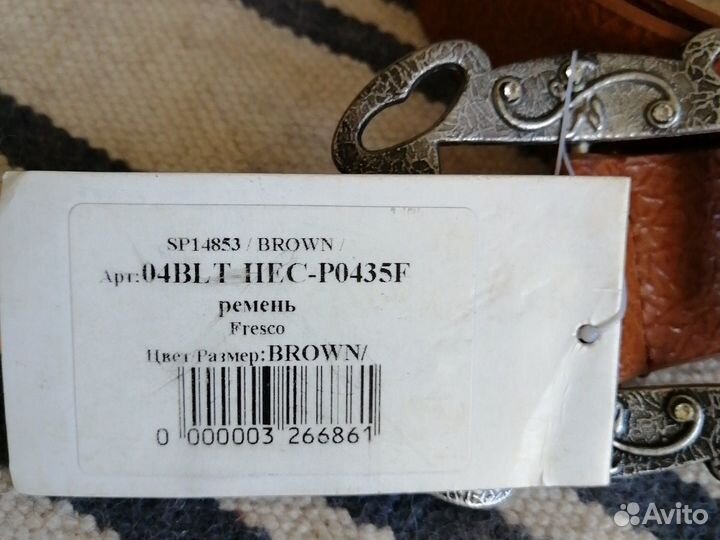 SP14853 / BROWN /
Арт:04BLT-HEC-P0435F
ремень
Fresco
Цвет/Размер:BROWN/
0 000003 266861
Avito